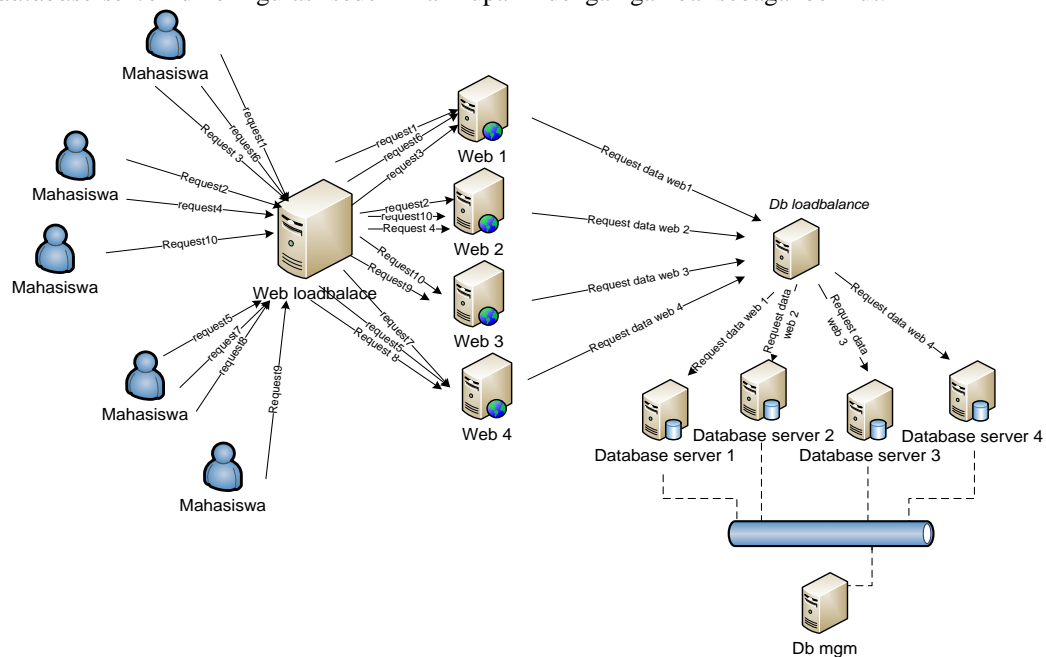 database server
Mahasiswa
request1
request6
Request 3
Mahasiswa
Request2
request4
Mahasiswa
Request10
Mahasiswa
request5
request7
request8
Mahasiswa
Request9
Web loadbalace
request1
request6
request3
Web 1
request2
request10
Request 4
Web 2
Request10
Request9
Web 3
request7
request5
Request 8
Web 4
Request data web1
Request data web 2
Request data web 3
Request data web 4
Db loadbalance
Request data web 1
Request data
web 2
Request data
web 3
Request data web 4
Database server 1
Database server 2
Database server 3
Database server 4
Db mgm